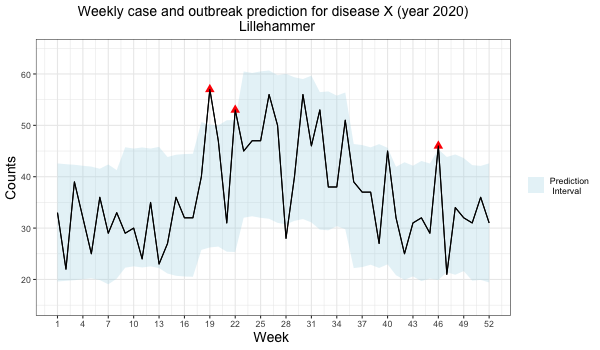 Weekly case and outbreak prediction for disease X (year 2020)
Lillehammer
Counts
60
50
40
30
20
1 4 7 10 13 16 19 22 25 28 31 34 37 40 43 46 49 52
Week
Prediction
Interval